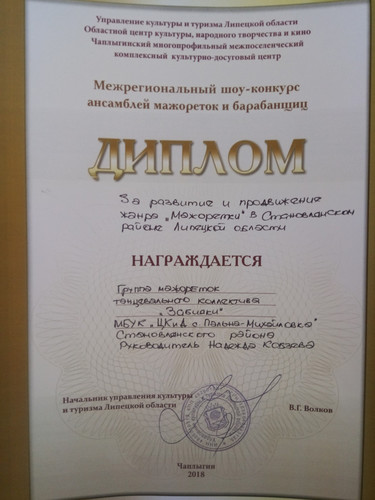 Управление культуры и туризма Липецкой области
Областной центр культуры, народного творчества и кино
Чаплыгинский многопрофильный межпоселенческий
комплексный культурно-досуговый центр
Межрегиональный шоу-конкурс
ансамблей мажореток и барабанщиц
ДИПЛОМ
За развитие и продвижение
жанра „Мажоретки" в Становлянском
районе Липецкой области
НАГРАЖДАЕТСЯ
Группа мажореток
танцевального коллектива
„Забияки"
МБУК „ЦКиД с. Пальна-Михайловка"
Становлянского района
Руководитель Надежда
Начальник управления культуры
и туризма Липецкой области
В.Г. Волков
Чаплыгин
2018